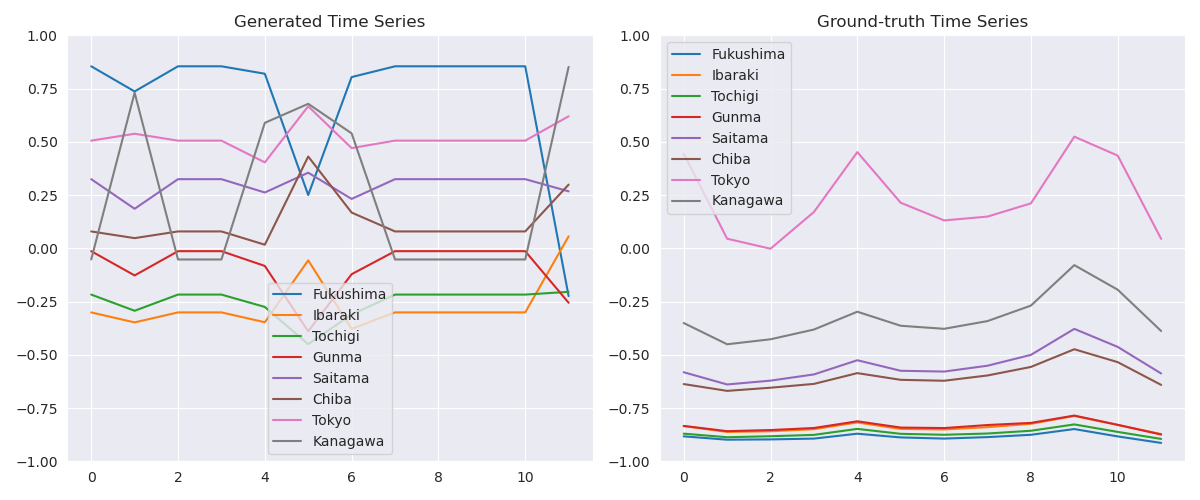 Generated Time Series
1.00
0.75
0.50
0.25
0.00
−0.25
−0.50
−0.75
−1.00
0 2 4 6 8 10
Fukushima
Ibaraki
Tochigi
Gunma
Saitama
Chiba
Tokyo
Kanagawa
Ground-truth Time Series
1.00
0.75
0.50
0.25
0.00
−0.25
−0.50
−0.75
−1.00
0 2 4 6 8 10
Fukushima
Ibaraki
Tochigi
Gunma
Saitama
Chiba
Tokyo
Kanagawa